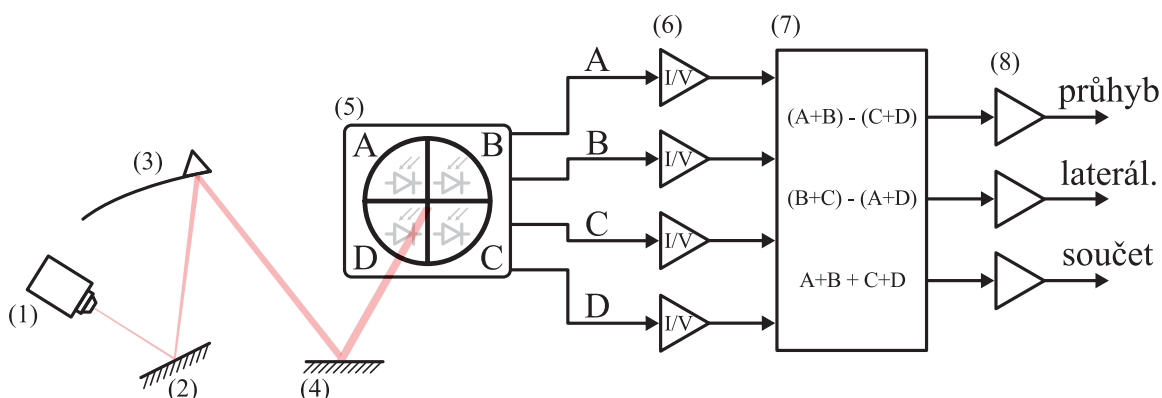 (1)
(2)
(3)
(4)
(5)
A B
D C
A
B
C
D
(6)
I/V
I/V
I/V
I/V
(7)
(A+B) - (C+D)
(B+C) - (A+D)
A+B + C+D
(8)
průhyb
laterál.
součet